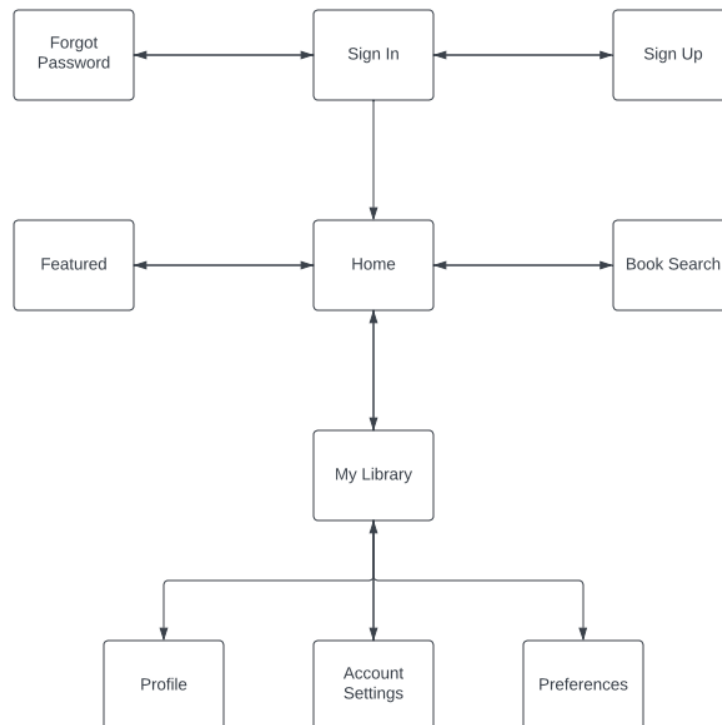 Forgot
Password
Sign In
Sign Up
Featured
Home
Book Search
My Library
Profile
Account
Settings
Preferences